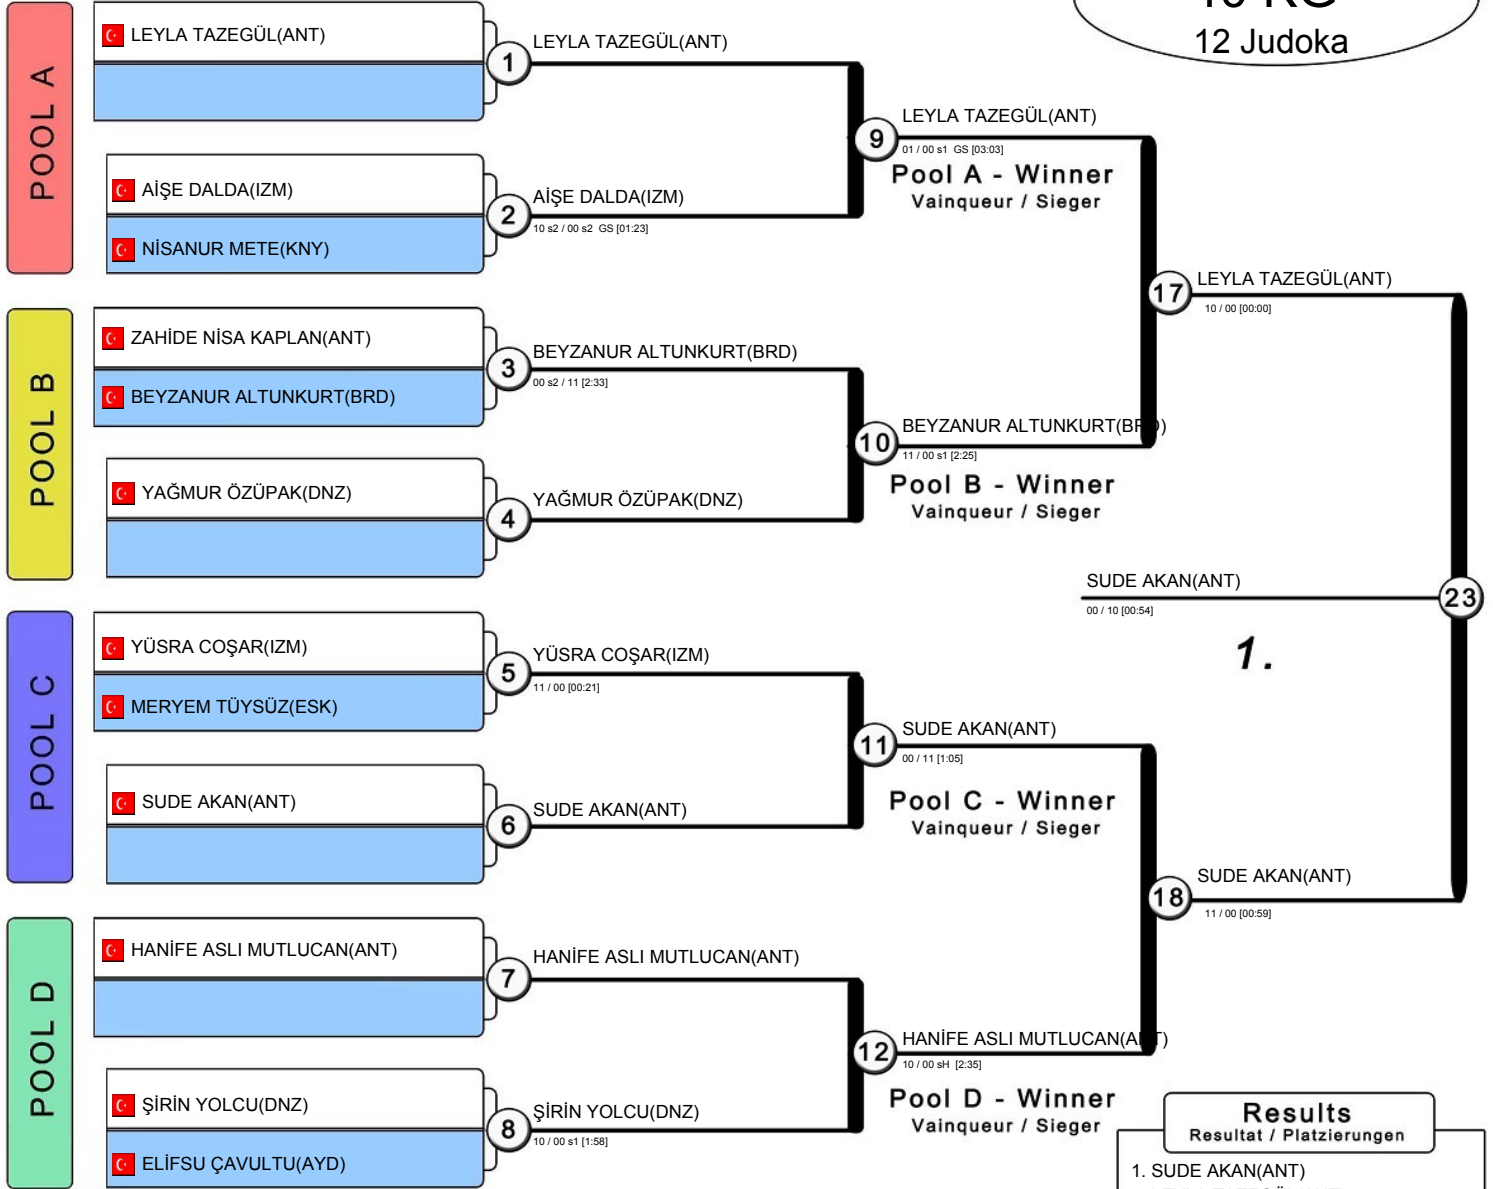 12 Judoka
POOL A
LEYLA TAZEGÜL(ANT)
1
LEYLA TAZEGÜL(ANT)
AİŞE DALDA(IZM)
NİSANUR METE(KNY)
2
AİŞE DALDA(IZM)
10 s2 / 00 s2 GS [01:23]
9
LEYLA TAZEGÜL(ANT)
01 / 00 s1 GS [03:03]
Pool A - Winner
Vainqueur / Sieger
POOL B
ZAHİDE NİSA KAPLAN(ANT)
BEYZANUR ALTUNKURT(BRD)
3
BEYZANUR ALTUNKURT(BRD)
00 s2 / 11 [2:33]
YAĞMUR ÖZÜPAK(DNZ)
4
YAĞMUR ÖZÜPAK(DNZ)
10
BEYZANUR ALTUNKURT(BRD)
11 / 00 s1 [2:25]
Pool B - Winner
Vainqueur / Sieger
17
LEYLA TAZEGÜL(ANT)
10 / 00 [00:00]
POOL C
YÜSRA COŞAR(IZM)
MERYEM TÜYSÜZ(ESK)
5
YÜSRA COŞAR(IZM)
11 / 00 [00:21]
SUDE AKAN(ANT)
6
SUDE AKAN(ANT)
11
SUDE AKAN(ANT)
00 / 11 [1:05]
Pool C - Winner
Vainqueur / Sieger
POOL D
HANİFE ASLI MUTLUCAN(ANT)
7
HANİFE ASLI MUTLUCAN(ANT)
ŞİRİN YOLCU(DNZ)
ELİFSU ÇAVULTU(AYD)
8
ŞİRİN YOLCU(DNZ)
10 / 00 s1 [1:58]
12
HANİFE ASLI MUTLUCAN(ANT)
10 / 00 sH [2:35]
Pool D - Winner
Vainqueur / Sieger
18
SUDE AKAN(ANT)
11 / 00 [00:59]
SUDE AKAN(ANT)
00 / 10 [00:54]
23
1.
Results
Resultat / Platzierungen
1. SUDE AKAN(ANT)